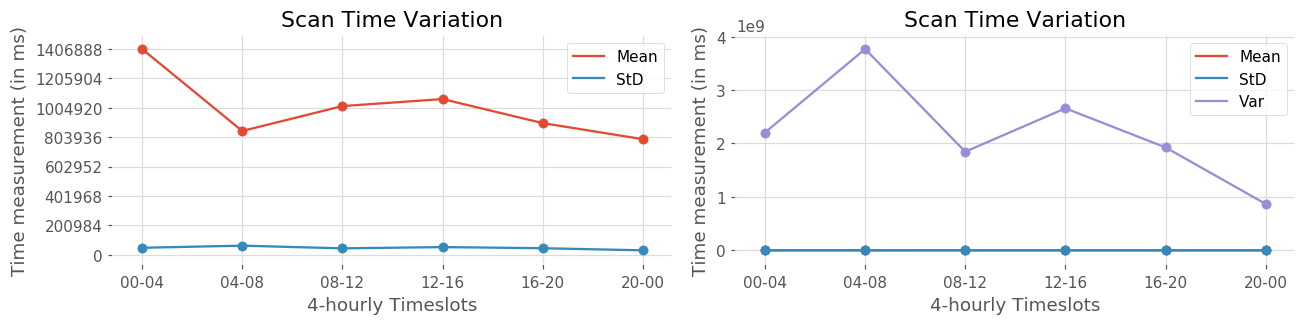 Scan Time Variation
Time measurement (in ms)
1406888
1205904
1004920
803936
602952
401968
200984
0
Mean
StD
00-04 04-08 08-12 12-16 16-20 20-00
4-hourly Timeslots
Scan Time Variation
1e9
Time measurement (in ms)
4
3
2
1
0
Mean
StD
Var
00-04 04-08 08-12 12-16 16-20 20-00
4-hourly Timeslots